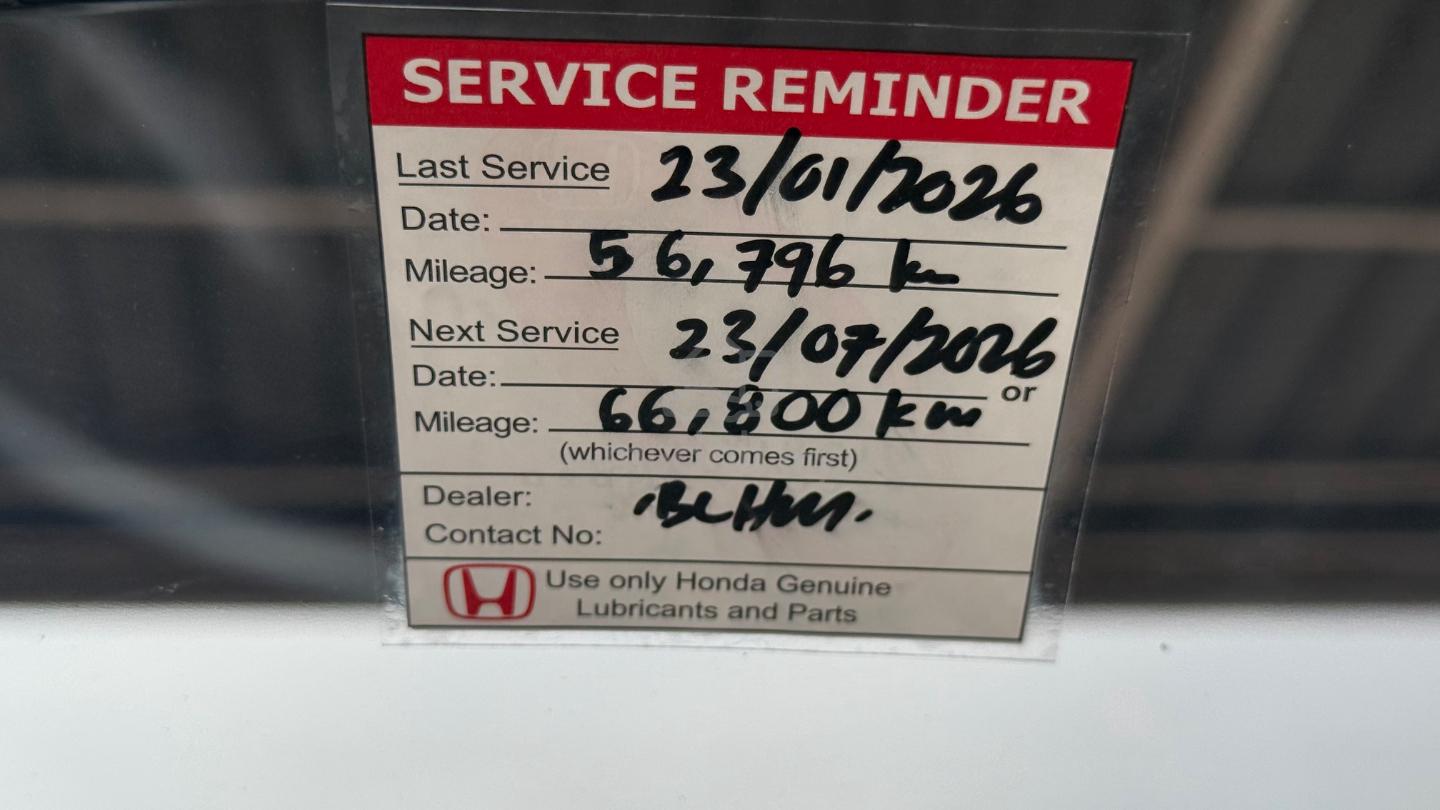 SERVICE REMINDER
Last Service 23/01/2026
Date:
Mileage: 56,796 km
Next Service 23/07/2026
Date: or
Mileage: 66,800 km
(whichever comes first)
Dealer:
Contact No:
Use only Honda Genuine
Lubricants and Parts